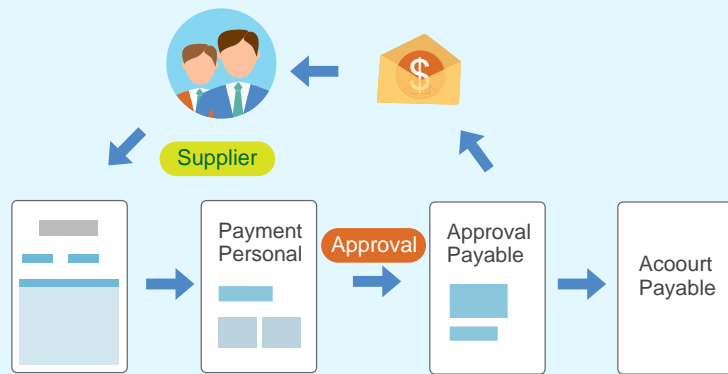 $
Supplier
Payment
Personal
Approval
Approval
Payable
Acoourt
Payable